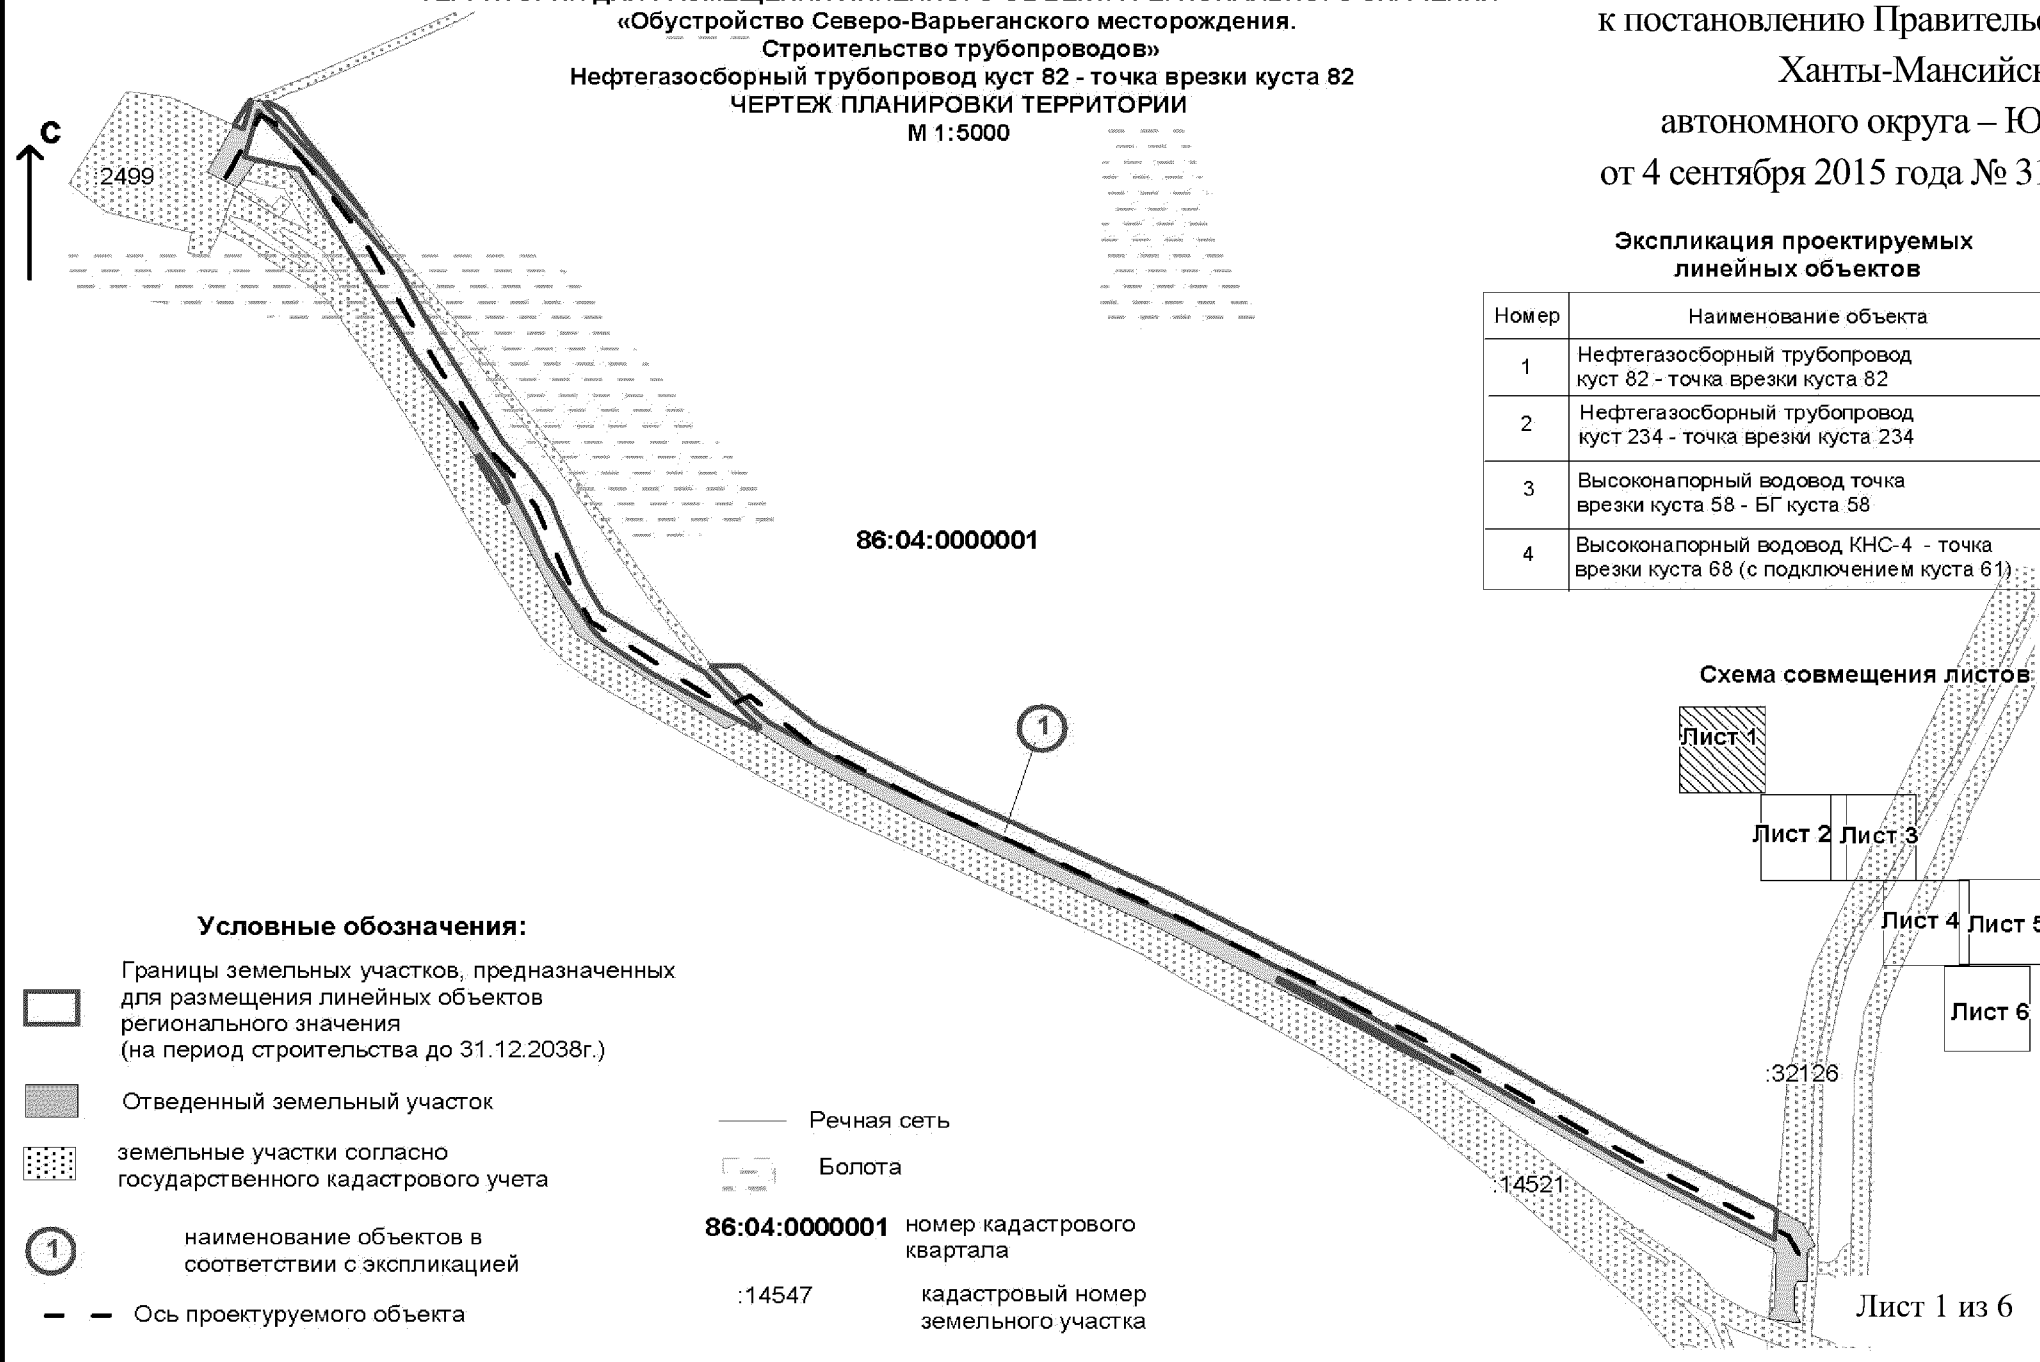 «Обустройство Северо-Варьеганского месторождения.
Строительство трубопроводов»
Нефтегазосборный трубопровод куст 82 - точка врезки куста 82
ЧЕРТЕЖ ПЛАНИРОВКИ ТЕРРИТОРИИ
М 1:5000
к постановлению
Ханты-Мансийск
автономного округа – Ю
от 4 сентября 2015 года № 31
С
:2499
Экспликация проектируемых
линейных объектов
Номер
Наименование объекта
1
Нефтегазосборный трубопровод
куст 82 - точка врезки куста 82
2
Нефтегазосборный трубопровод
куст 234 - точка врезки куста 234
3
Высоконапорный водовод точка
врезки куста 58 - БГ куста 58
4
Высоконапорный водовод КНС-4 - точка
врезки куста 68 (с подключением куста 61)
86:04:0000001
1
Схема совмещения листов
Лист 1
Лист 2
Лист 3
Лист 4
Лист 5
Лист 6
:32126
:14521
Условные обозначения:
Границы земельных участков, предназначенных
для размещения линейных объектов
регионального значения
(на период строительства до 31.12.2038г.)
Отведенный земельный участок
земельные участки согласно
государственного кадастрового учета
1
наименование объектов в
соответствии с экспликацией
Ось проектуруемого объекта
Речная сеть
Болота
86:04:0000001
номер кадастрового
квартала
:14547
кадастровый номер
земельного участка
Лист 1 из 6